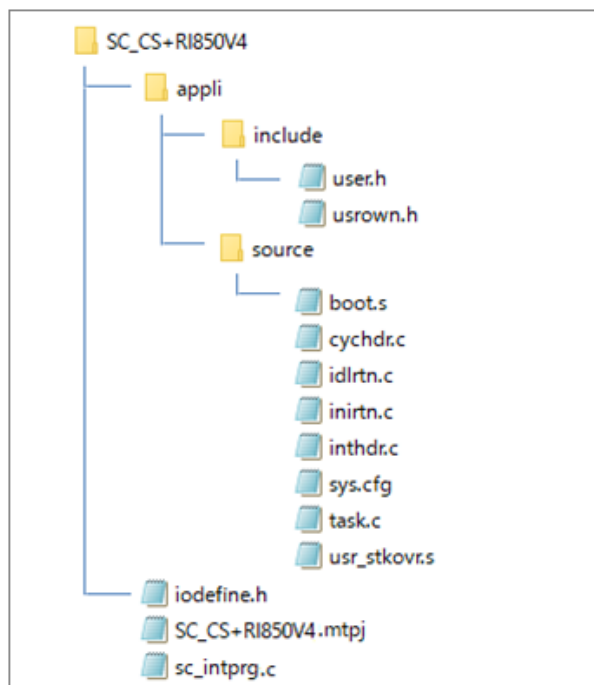 SC_CS+RI850V4
appli
include
user.h
usrown.h
source
boot.s
cychdr.c
idlrtn.c
inirtn.c
inthdr.c
sys.cfg
task.c
usr_stkovr.s
iodefine.h
SC_CS+RI850V4.mtpj
sc_intprg.c